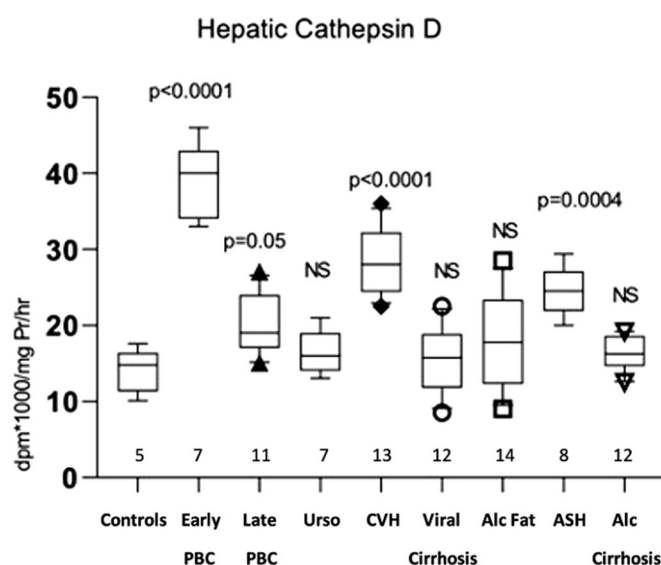 Hepatic Cathepsin D
dpm*1000/mg Pr/hr
50
40
30
20
10
0
p<0.0001
p=0.05
NS
p<0.0001
NS
NS
p=0.0004
NS
5 7 11 7 13 12 14 8 12
Controls Early Late Urso CVH Viral Alc Fat ASH Alc
PBC PBC Cirrhosis Cirrhosis